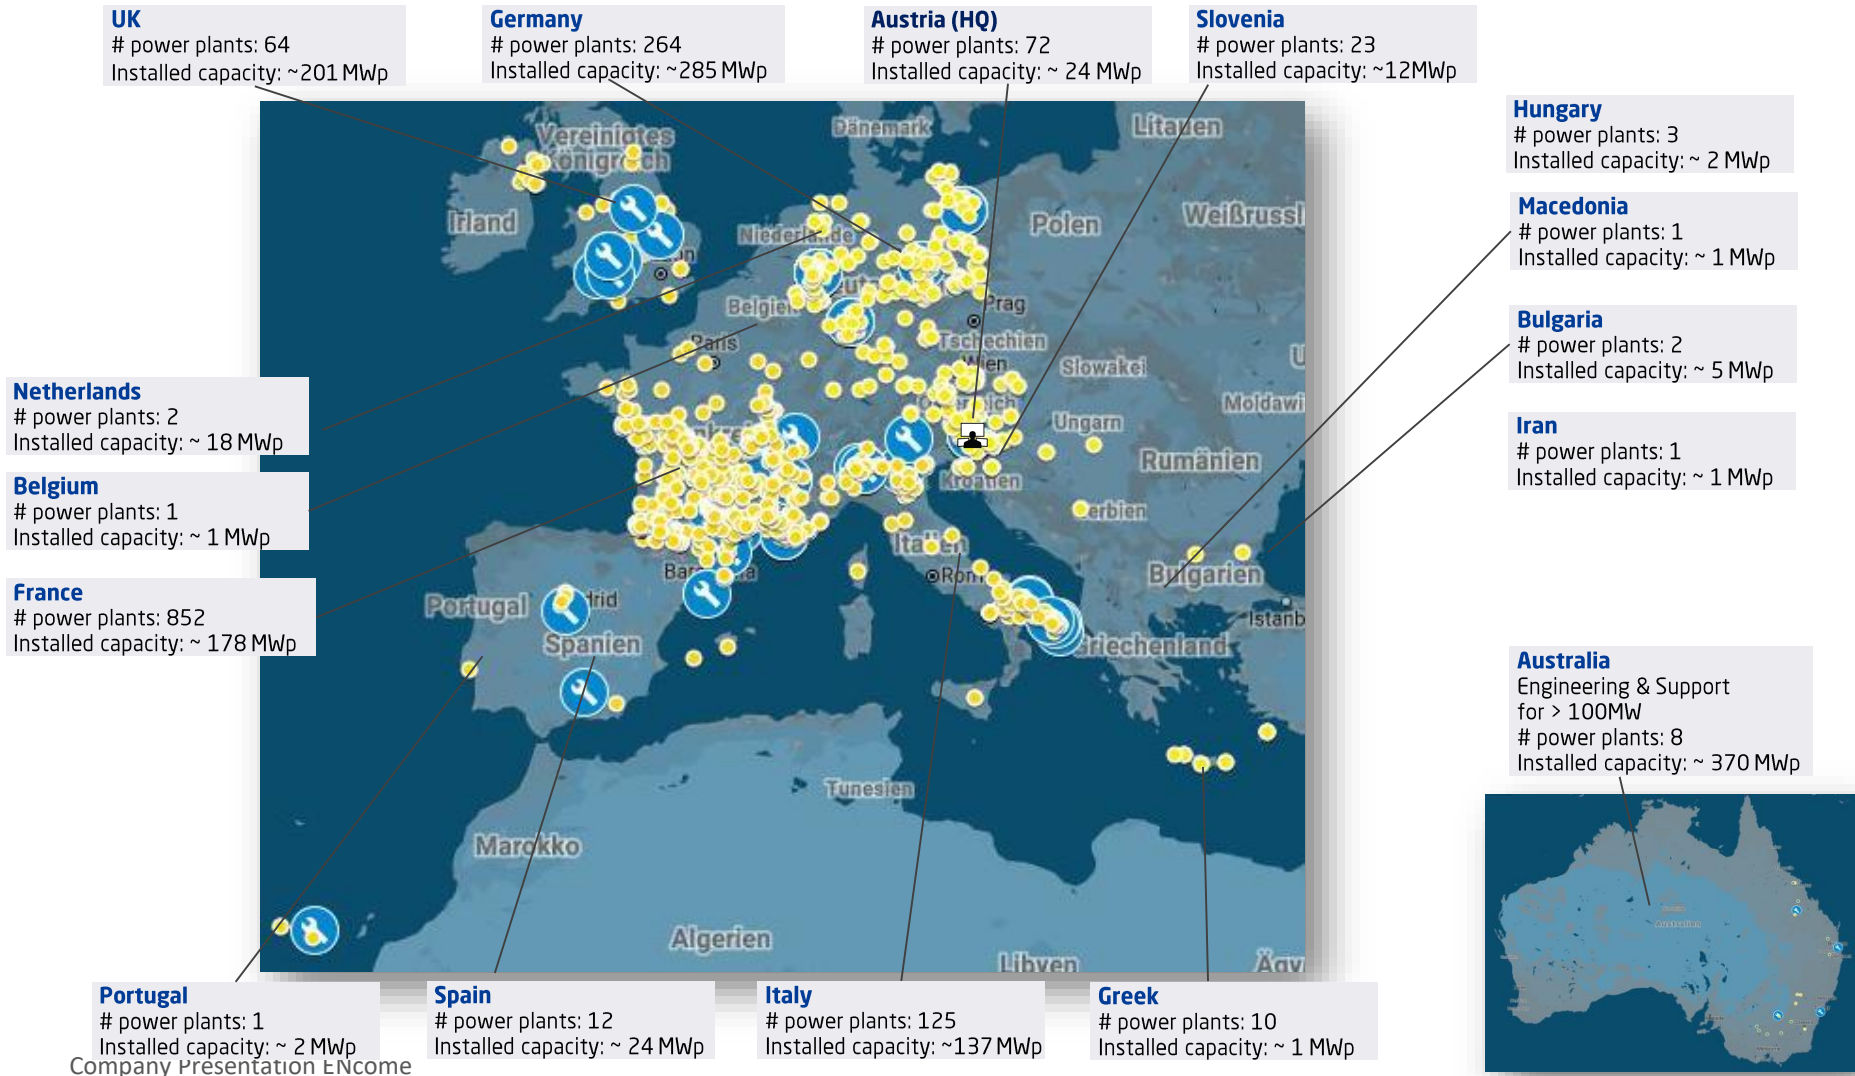 UK
# power plants: 64
Installed capacity: ~201 MWp
Germany
# power plants: 264
Installed capacity: ~285 MWp
Austria (HQ)
# power plants: 72
Installed capacity: ~ 24 MWp
Slovenia
# power plants: 23
Installed capacity: ~12MWp
Hungary
# power plants: 3
Installed capacity: ~ 2 MWp
Macedonia
# power plants: 1
Installed capacity: ~ 1 MWp
Bulgaria
# power plants: 2
Installed capacity: ~ 5 MWp
Iran
# power plants: 1
Installed capacity: ~ 1 MWp
Netherlands
# power plants: 2
Installed capacity: ~ 18 MWp
Belgium
# power plants: 1
Installed capacity: ~ 1 MWp
France
# power plants: 852
Installed capacity: ~ 178 MWp
Vereinigtes
Königreich
Irland
Dänemark
Litauen
Niederlande
Polen
Weißrussl
Belgien
Prag
Paris
Tschechien
Wien
Slowakei
Österreich
Moldawi
Ungarn
Rumänien
Kroatien
Serbien
Italien
Rom
Bulgarien
Istanb
Barcelona
Portugal
Madrid
Spanien
Griechenland
Tunesien
Marokko
Algerien
Libyen
Ägy
Australia
Engineering & Support
for > 100MW
# power plants: 8
Installed capacity: ~ 370 MWp
Australien
Portugal
# power plants: 1
Installed capacity: ~ 2 MWp
Spain
# power plants: 12
Installed capacity: ~ 24 MWp
Italy
# power plants: 125
Installed capacity: ~137 MWp
Greek
# power plants: 10
Installed capacity: ~ 1 MWp
Company Presentation ENcome